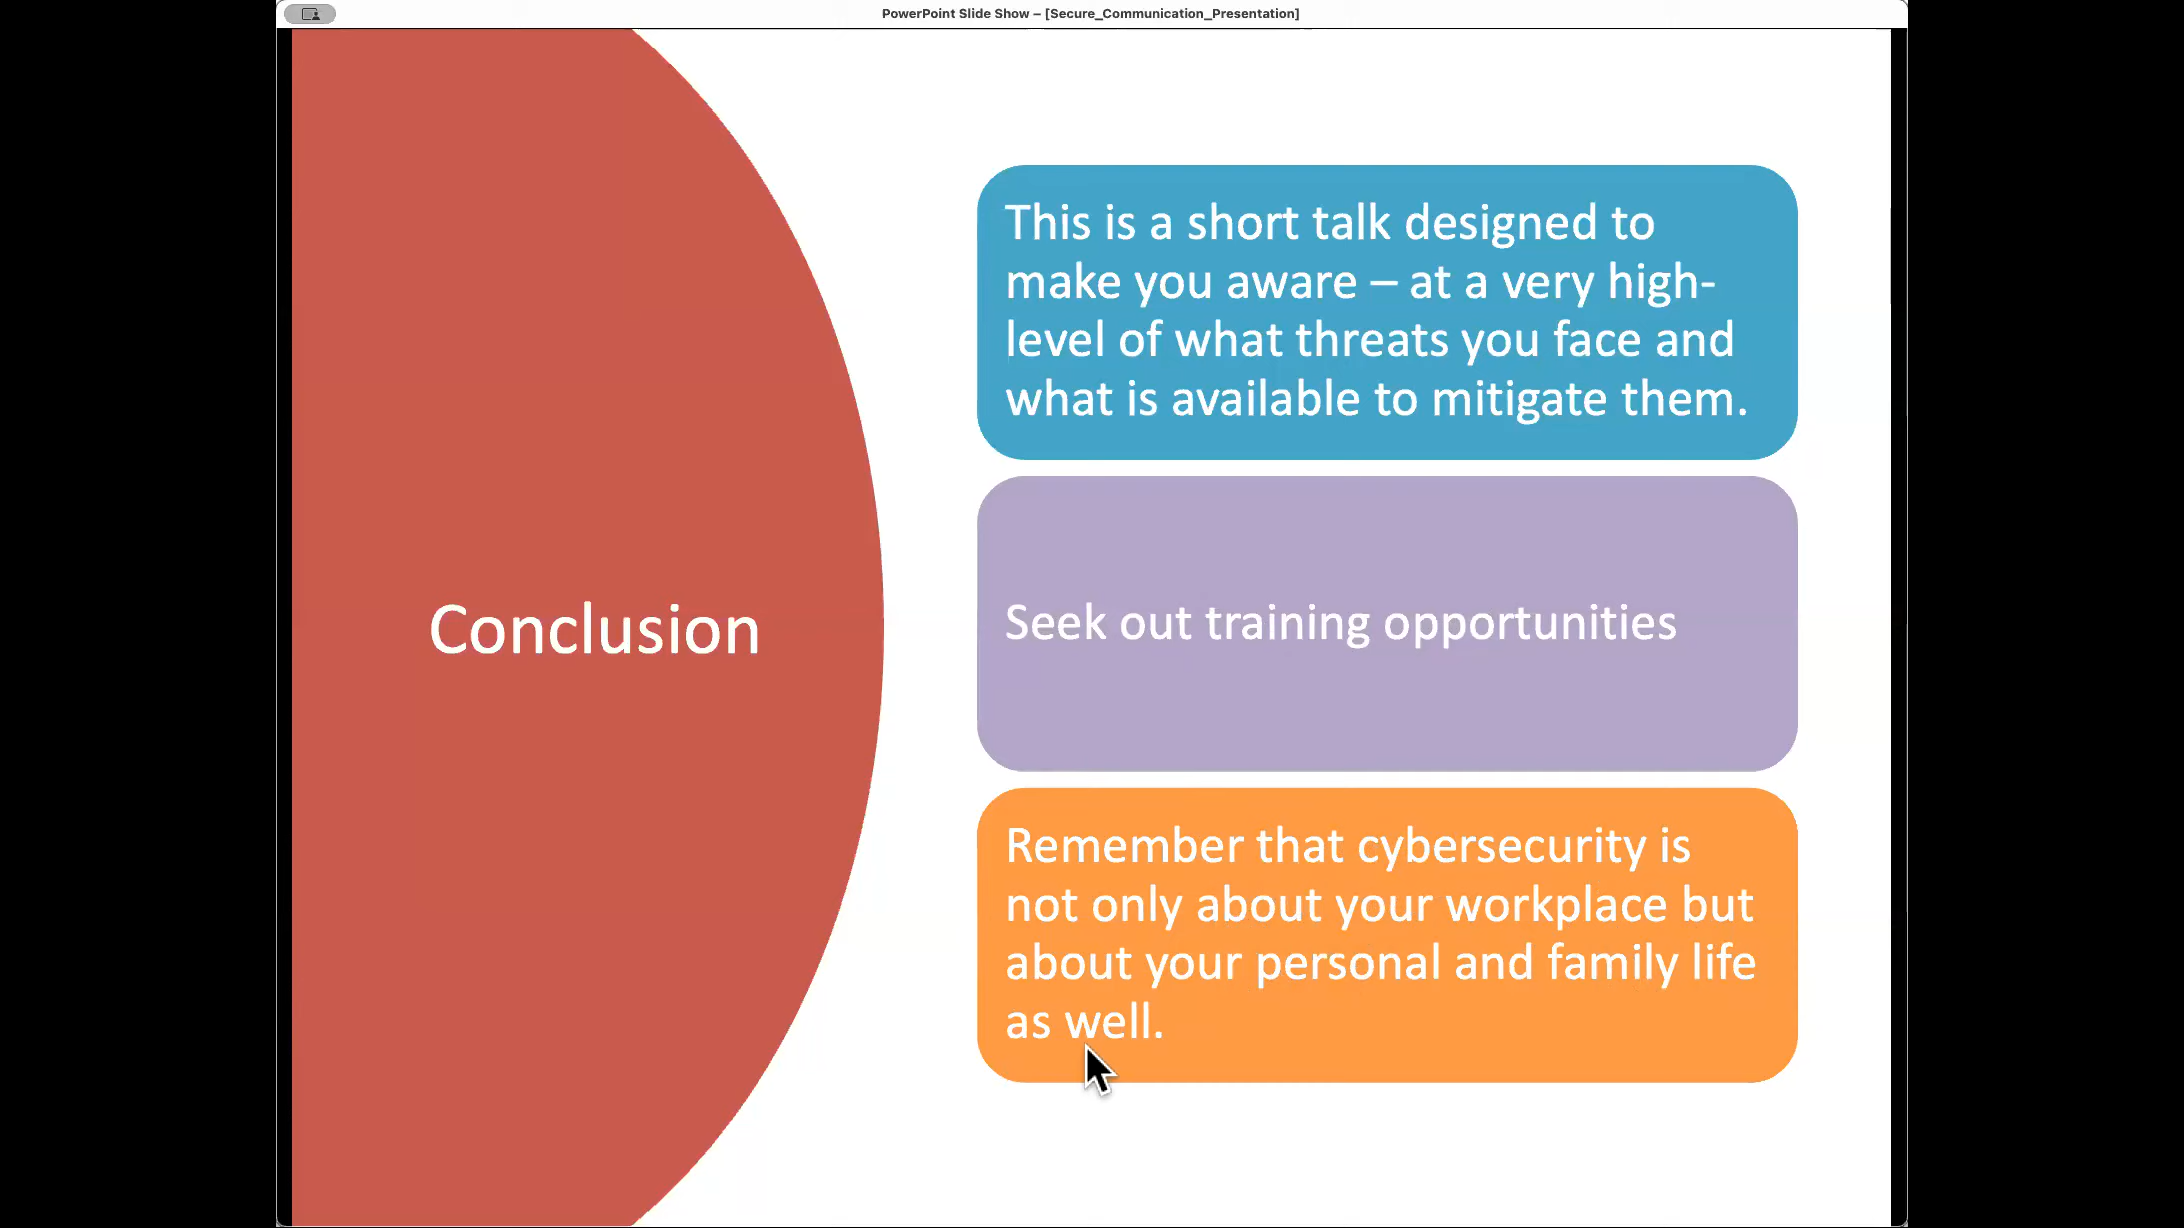 PowerPoint Slide Show – [Secure_Communication_Presentation]
Conclusion
This is a short talk designed to
make you aware – at a very high-
level of what threats you face and
what is available to mitigate them.
Seek out training opportunities
Remember that cybersecurity is
not only about your workplace but
about your personal and family life
as well.